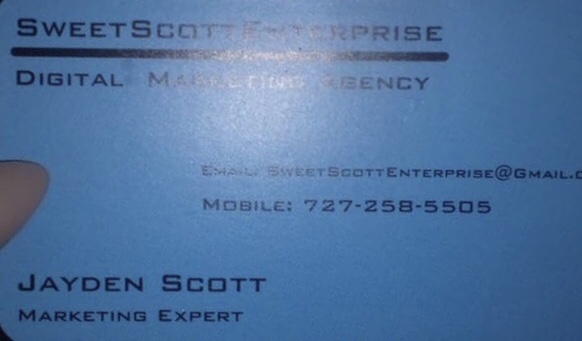 SweetScottEnterprise
Digital Marketing Agency
Email: SweetScottEnterprise@Gmail.c
Mobile: 727-258-5505
Jayden Scott
Marketing Expert